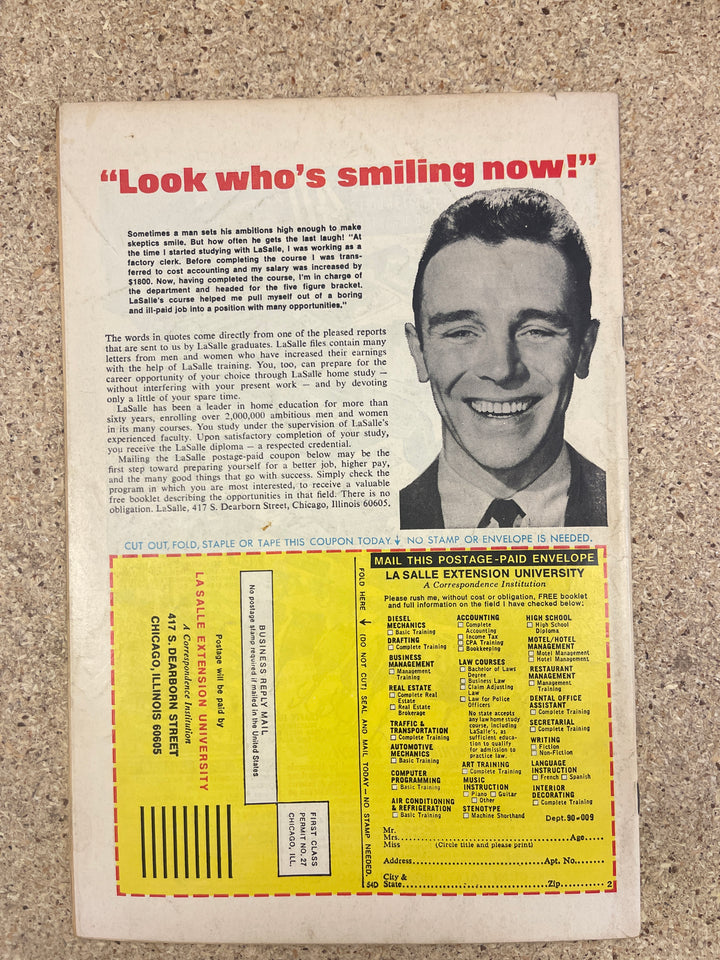 “Look who’s smiling now!”
Sometimes a man sets his ambitions high enough to make
skeptics smile. But how often he gets the last laugh! "At
the time I started studying with LaSalle, I was working as a
factory clerk. Before completing the course I was trans-
ferred to cost accounting and my salary was increased by
$1800. Now, having completed the course, I'm in charge of
the department and headed for the five figure bracket.
LaSalle's course helped me pull myself out of a boring
and ill-paid job into a position with many opportunities."
The words in quotes come directly from one of the pleased reports
that are sent to us by LaSalle graduates. LaSalle files contain many
letters from men and women who have increased their earnings
with the help of LaSalle training. You, too, can prepare for the
career opportunity of your choice through LaSalle home study —
without interfering with your present work — and by devoting
only a little of your spare time.
LaSalle has been a leader in home education for more than
sixty years, enrolling over 2,000,000 ambitious men and women
in its many courses. You study under the supervision of LaSalle's
experienced faculty. Upon satisfactory completion of your study,
you receive the LaSalle diploma — a respected credential.
Mailing the LaSalle postage-paid coupon below may be the
first step toward preparing yourself for a better job, higher pay,
and the many good things that go with success. Simply check the
program in which you are most interested, to receive a valuable
free booklet describing the opportunities in that field. There is no
obligation. LaSalle, 417 S. Dearborn Street, Chicago, Illinois 60605.
CUT OUT, FOLD, STAPLE OR TAPE THIS COUPON TODAY. NO STAMP OR ENVELOPE IS NEEDED.
FIRST CLASS
PERMIT NO. 27
CHICAGO, ILL.
BUSINESS REPLY MAIL
No postage stamp required if mailed in the United States
Postage will be paid by
LASALLE EXTENSION UNIVERSITY
A Correspondence Institution
417 S. DEARBORN STREET
CHICAGO, ILLINOIS 60605
FOLD HERE (DO NOT CUT) SEAL AND MAIL TODAY — NO STAMP NEEDED.
MAIL THIS POSTAGE-PAID ENVELOPE
LA SALLE EXTENSION UNIVERSITY
A Correspondence Institution
Please rush me, without cost or obligation, FREE booklet
and full information on the field I have checked below:
DIESEL
MECHANICS
Basic Training
DRAFTING
Complete Training
BUSINESS
MANAGEMENT
Management
Training
REAL ESTATE
Complete Real
Estate
Real Estate
Brokerage
TRAFFIC &
TRANSPORTATION
Complete Training
AUTOMOTIVE
MECHANICS
Basic Training
COMPUTER
PROGRAMMING
Basic Training
AIR CONDITIONING
& REFRIGERATION
Basic Training
ACCOUNTING
Complete
Accounting
Income Tax
CPA Training
Bookkeeping
LAW COURSES
Bachelor of Laws
Degree
Business Law
Claim Adjusting
Law
Law for Police
Officers
No state accepts
any law home study
course, including
LaSalle's, as
sufficient educa-
tion to qualify
for admission to
practice law.
ART TRAINING
Complete Training
MUSIC
INSTRUCTION
Piano Guitar
Other
STENOTYPE
Machine Shorthand
HIGH SCHOOL
High School
Diploma
MOTEL/HOTEL
MANAGEMENT
Motel Management
Hotel Management
RESTAURANT
MANAGEMENT
Management
Training
DENTAL OFFICE
ASSISTANT
Complete Training
SECRETARIAL
Complete Training
WRITING
Fiction
Non-Fiction
LANGUAGE
INSTRUCTION
French Spanish
INTERIOR
DECORATING
Complete Training
Dept. 90-009
Mr.
Mrs. Age
Miss (Circle title and please print)
Address Apt. No.
City &
State Zip 2
54D